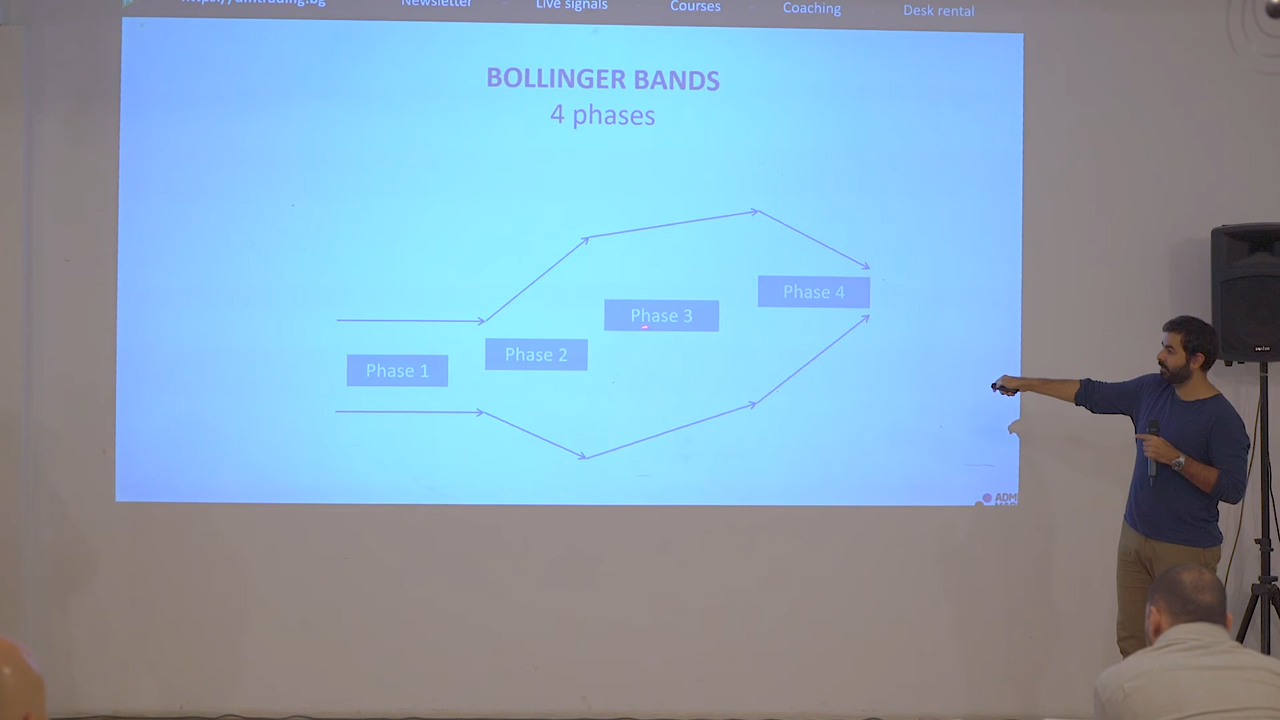 Newsletter
Live signals
Courses
Coaching
Desk rental
BOLLINGER BANDS
4 phases
Phase 4
Phase 3
Phase 2
Phase 1
ADM